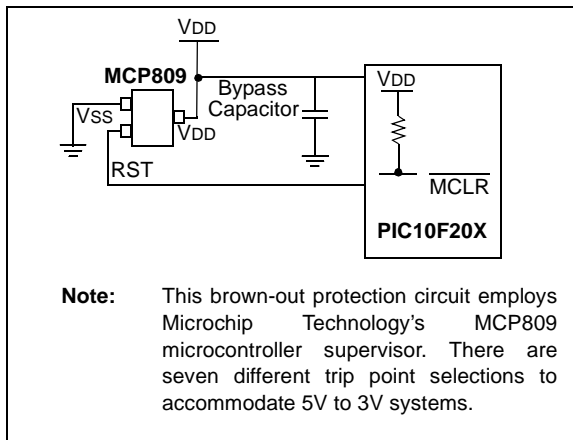 VDD
MCP809
Bypass
Capacitor
VDD
VSS
VDD
RST
MCLR
PIC10F20X
Note: This brown-out protection circuit employs
Microchip Technology's MCP809
microcontroller supervisor. There are
seven different trip point selections to
accommodate 5V to 3V systems.